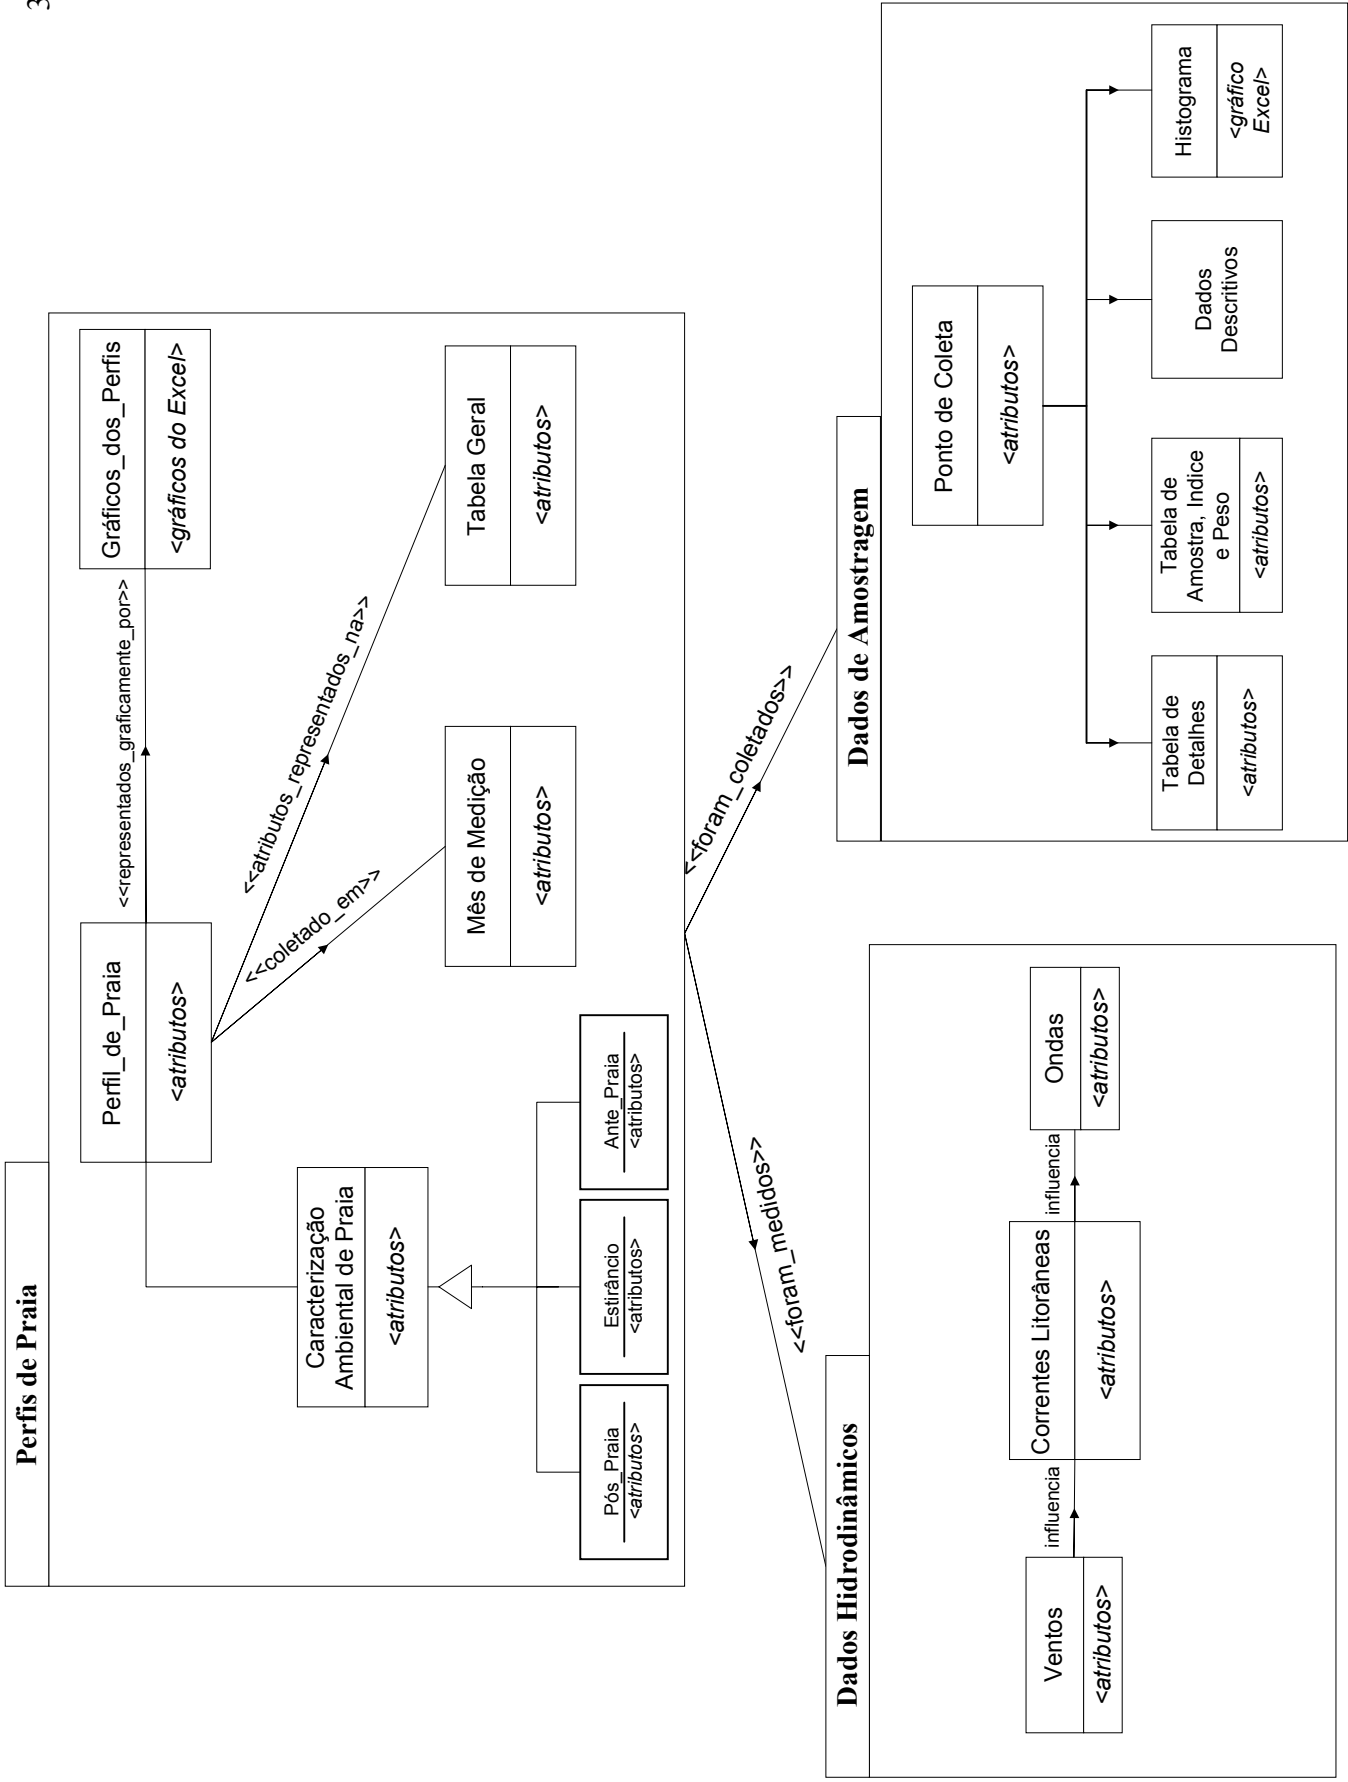 3
Perfis de Praia
Perfil_de_Praia
<atributos>
<<representados_graficamente_por>>
Gráficos_dos_Perfis
<gráficos do Excel>
Caracterização
Ambiental de Praia
<atributos>
<<coletado_em>>
<<atributos_representados_na>>
Mês de Medição
<atributos>
Tabela Geral
<atributos>
Pós_Praia
<atributos>
Estirâncio
<atributos>
Ante_Praia
<atributos>
<<foram_medidos>>
<<foram_coletados>>
Dados Hidrodinâmicos
Ventos
<atributos>
influencia
Correntes Litorâneas
<atributos>
influencia
Ondas
<atributos>
Dados de Amostragem
Ponto de Coleta
<atributos>
Tabela de
Detalhes
<atributos>
Tabela de
Amostra, Indice
e Peso
<atributos>
Dados
Descritivos
Histograma
<gráfico
Excel>